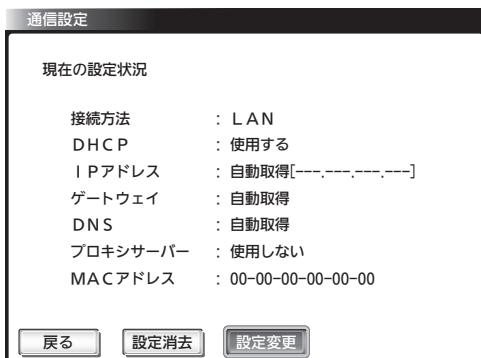 通信設定
現在の設定状況
接続方法 : LAN
DHCP : 使用する
IPアドレス : 自動取得[---.---.---.---]
ゲートウェイ : 自動取得
DNS : 自動取得
プロキシサーバー : 使用しない
MACアドレス : 00-00-00-00-00-00
戻る 設定消去 設定変更